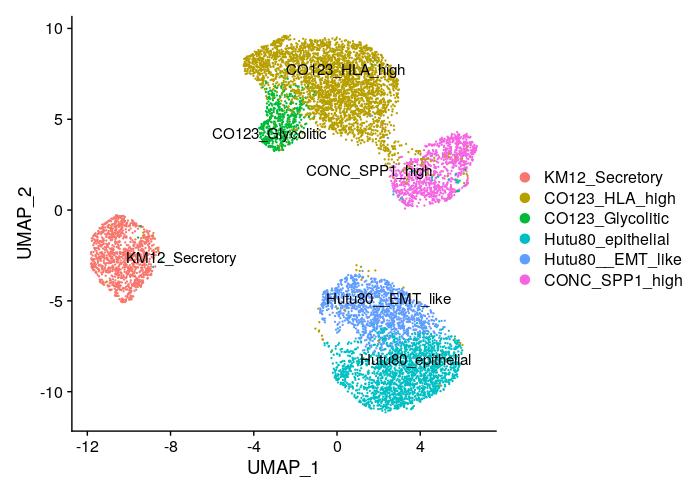 10
5
0
-5
-10
UMAP_2
-12
-8
-4
0
4
UMAP_1
CO123_HLA_high
CO123_Glycolitic
CONC_SPP1_high
KM12_Secretory
Hutu80__EMT_like
Hutu80_epithelial
KM12_Secretory
CO123_HLA_high
CO123_Glycolitic
Hutu80_epithelial
Hutu80__EMT_like
CONC_SPP1_high